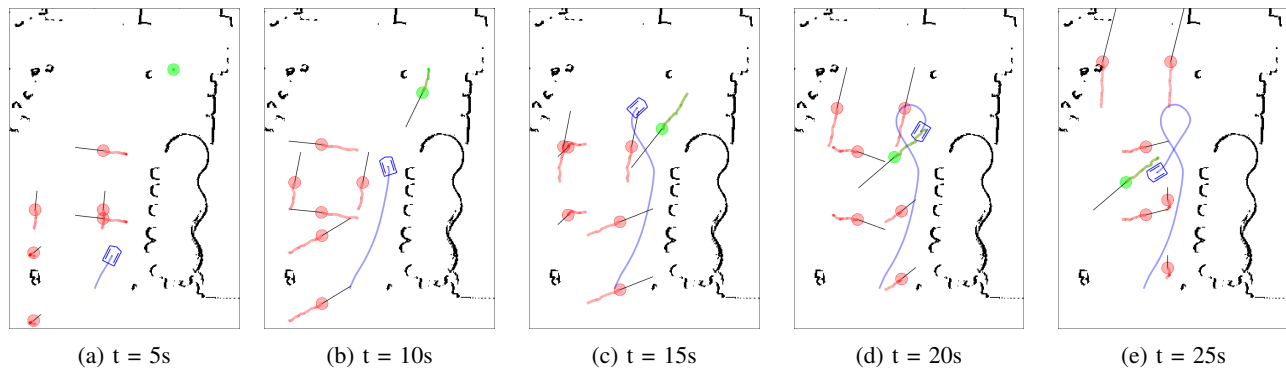 (a) t = 5s
(b) t = 10s
(c) t = 15s
(d) t = 20s
(e) t = 25s